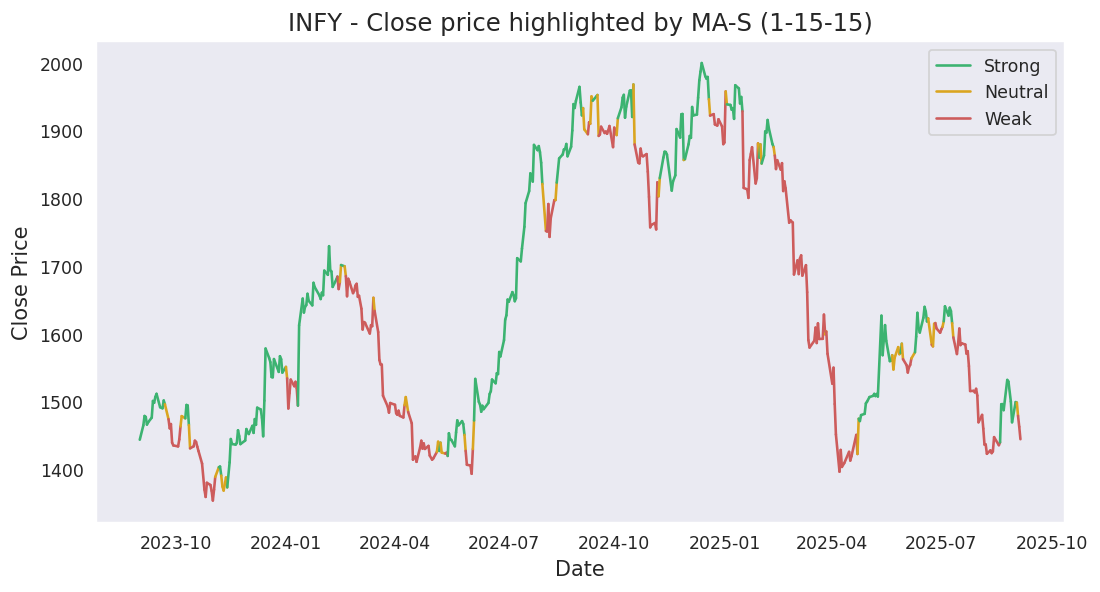 INFY - Close price highlighted by MA-S (1-15-15)
Strong
Neutral
Weak
Close Price
2000
1900
1800
1700
1600
1500
1400
2023-10
2024-01
2024-04
2024-07
2024-10
2025-01
2025-04
2025-07
2025-10
Date